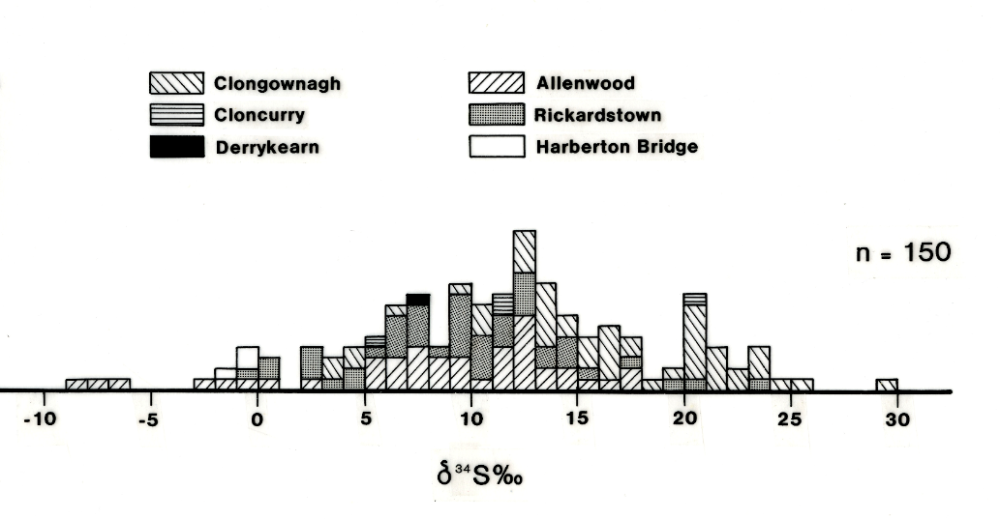 Clongownagh Allenwood
Cloncurry Rickardstown
Derrykearn Harberton Bridge
n = 150
-10 -5 0 5 10 15 20 25 30
δ³⁴S‰